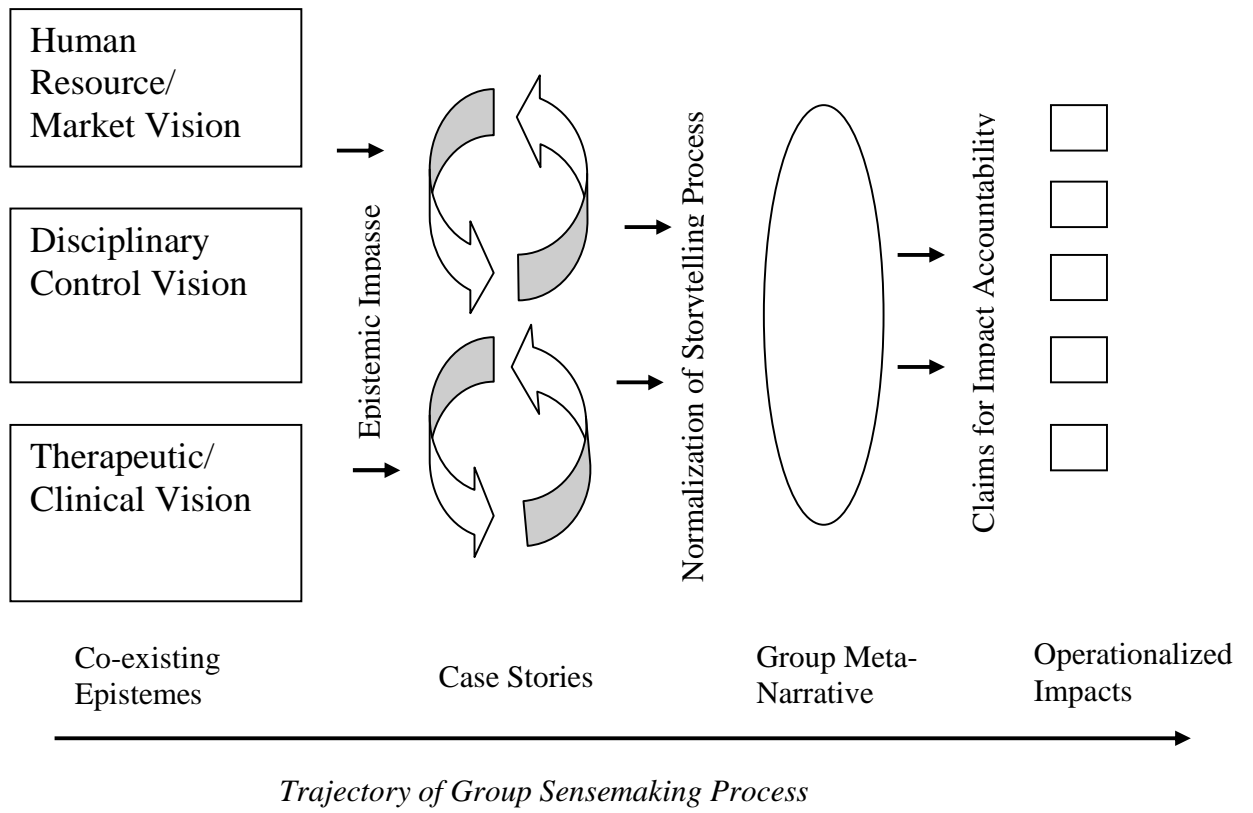 Human
Resource/
Market Vision
Disciplinary
Control Vision
Therapeutic/
Clinical Vision
Epistemic Impasse
Normalization of Storytelling Process
Claims for Impact Accountability
Co-existing
Epistemes
Case Stories
Group Meta-
Narrative
Operationalized
Impacts
Trajectory of Group Sensemaking Process